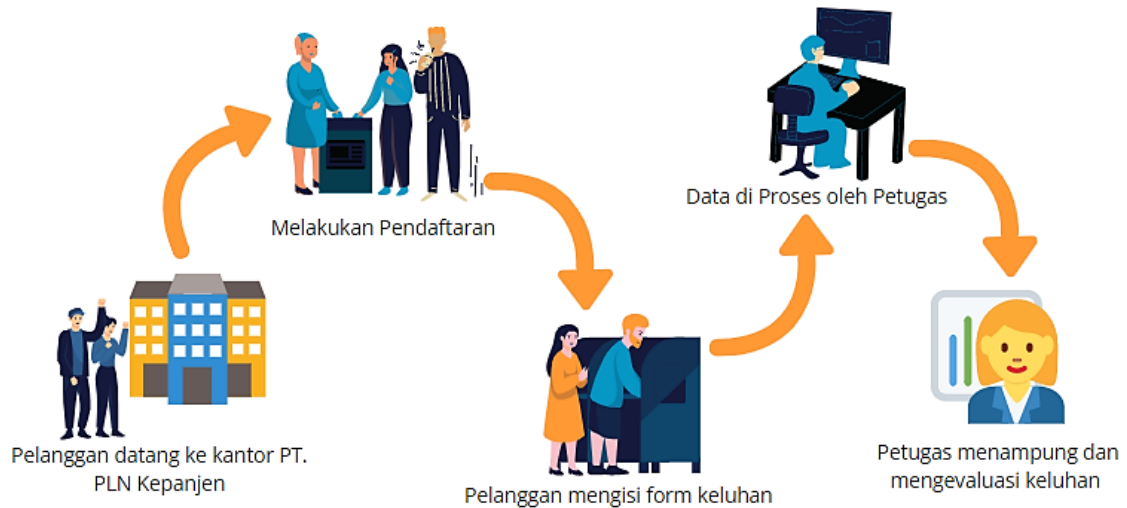 Pelanggan datang ke kantor PT.
PLN Kepanjen
Melakukan Pendaftaran
Pelanggan mengisi form keluhan
Data di Proses oleh Petugas
Petugas menampung dan
mengevaluasi keluhan